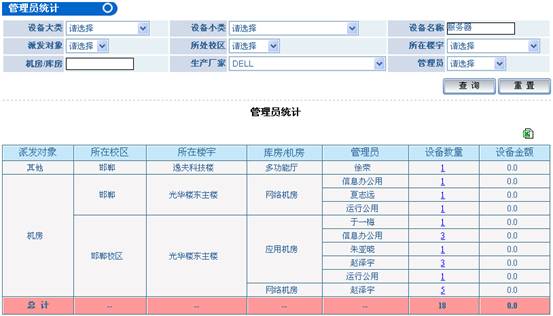 管理员统计
设备大类 请选择 设备小类 请选择 设备名称 服务器
派发对象 请选择 所处校区 请选择 所在楼宇 请选择
机房/库房 生产厂家 DELL 管理员 请选择
查 询 重 置
管理员统计
派发对象 所在校区 所在楼宇 库房/机房 管理员 设备数量 设备金额
其他 邯郸 逸夫科技楼 多功能厅 徐荣 1 0.0
机房 邯郸 光华楼东主楼 网络机房 信息办公用 1 0.0
夏志远 1 0.0
运行公用 1 0.0
邯郸校区 光华楼东主楼 应用机房 于一梅 1 0.0
信息办公用 3 0.0
朱亚晓 1 0.0
赵泽宇 3 0.0
运行公用 1 0.0
网络机房 赵泽宇 5 0.0
总 计 -- -- -- -- 18 0.0